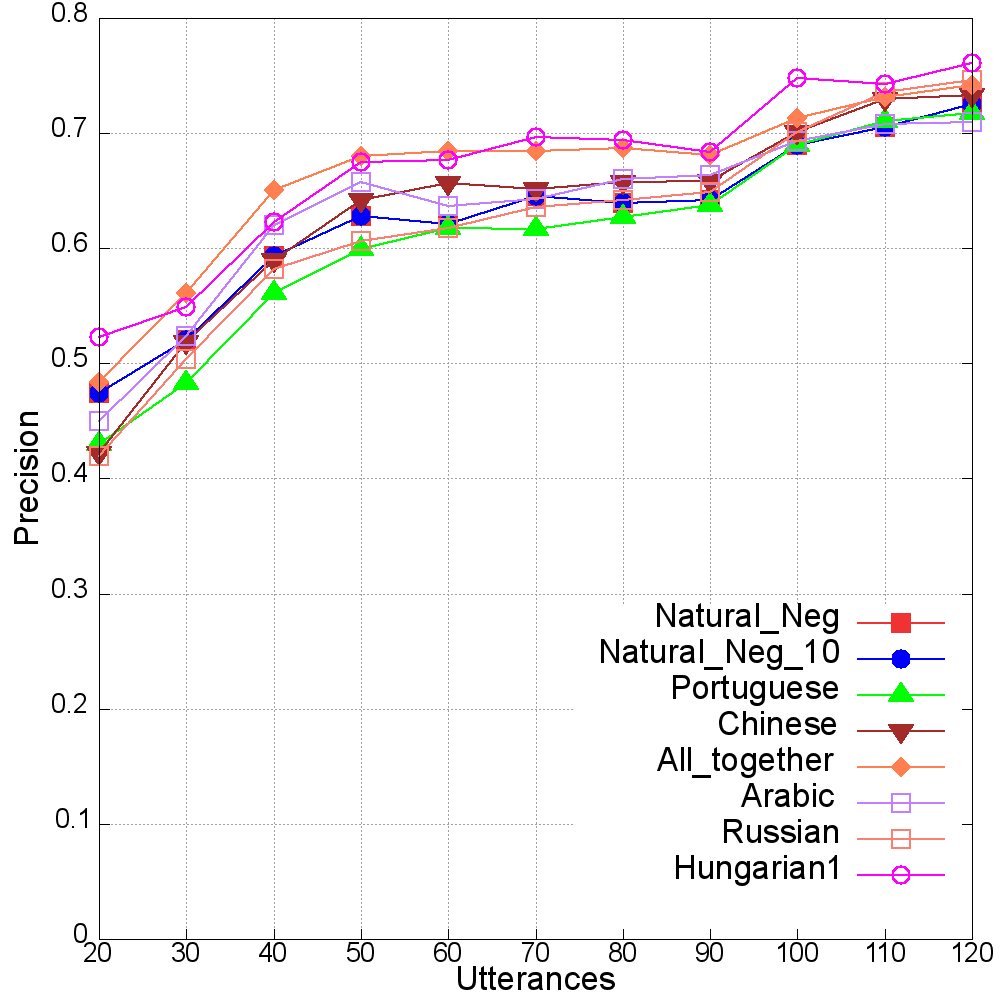 0.8
0.7
0.6
0.5
0.4
0.3
0.2
0.1
0
Precision
Natural_Neg
Natural_Neg_10
Portuguese
Chinese
All_together
Arabic
Russian
Hungarian1
20 30 40 50 60 70 80 90 100 110 120
Utterances